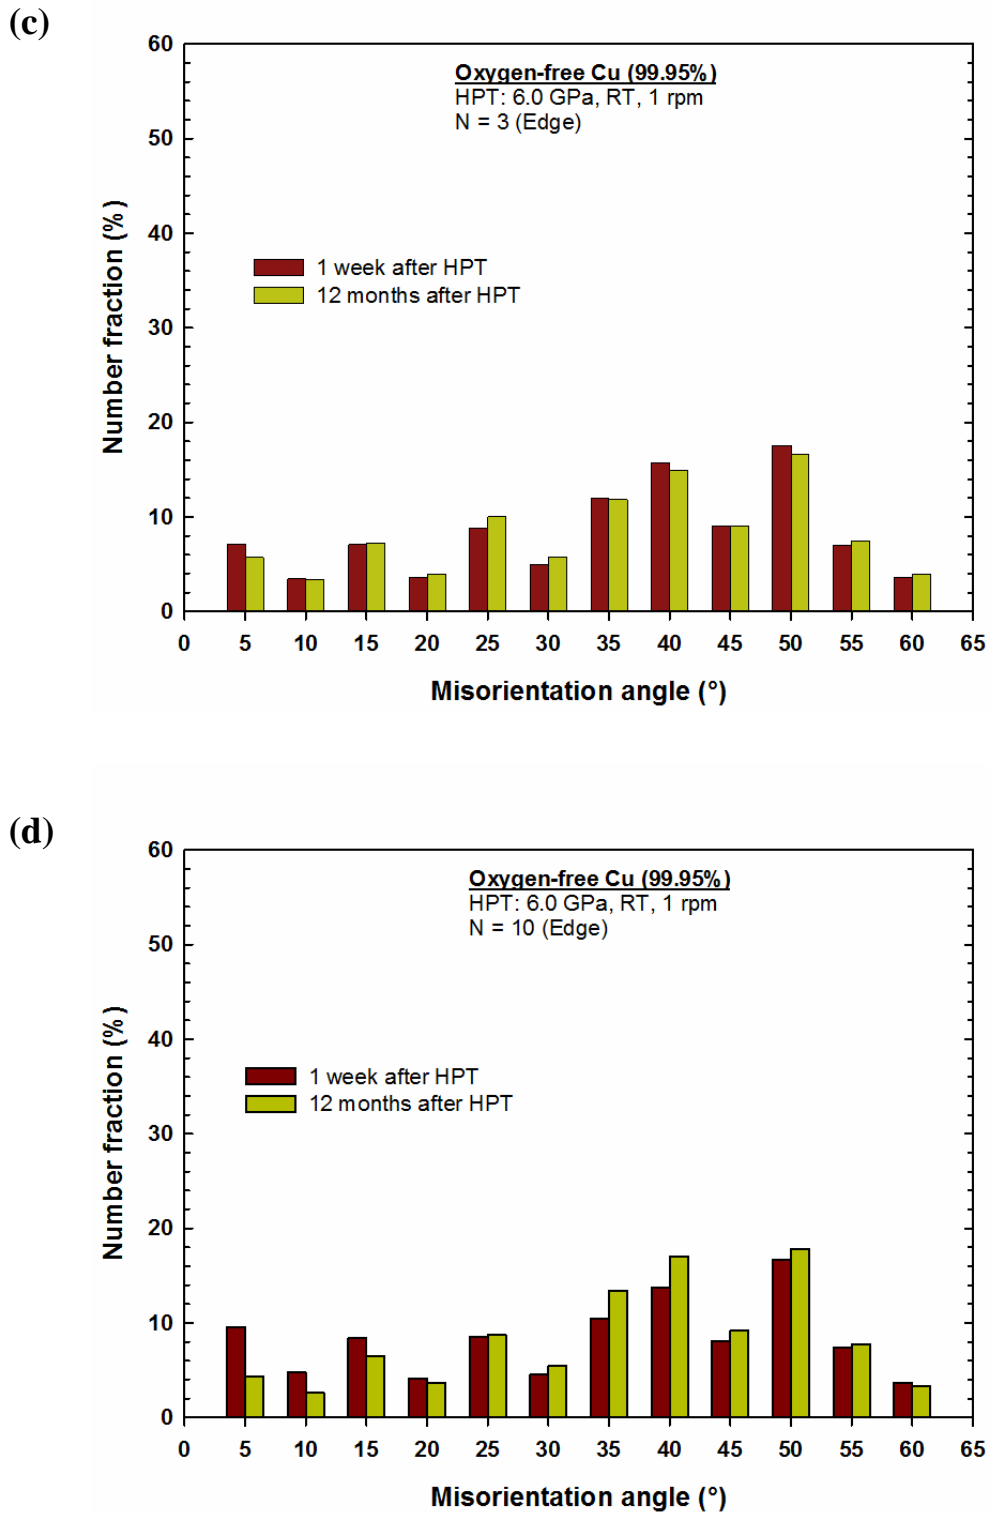 (c)
60
50
40
30
20
10
0
Number fraction (%)
Oxygen-free Cu (99.95%)
HPT: 6.0 GPa, RT, 1 rpm
N = 3 (Edge)
1 week after HPT
12 months after HPT
0 5 10 15 20 25 30 35 40 45 50 55 60 65
Misorientation angle (°)
(d)
60
50
40
30
20
10
0
Number fraction (%)
Oxygen-free Cu (99.95%)
HPT: 6.0 GPa, RT, 1 rpm
N = 10 (Edge)
1 week after HPT
12 months after HPT
0 5 10 15 20 25 30 35 40 45 50 55 60 65
Misorientation angle (°)